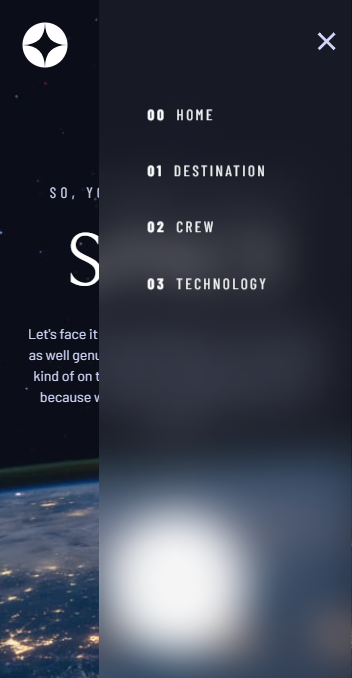 00 HOME
01 DESTINATION
02 CREW
03 TECHNOLOGY
SO, Y
S
Let's face it
as well genu
kind of on t
because w